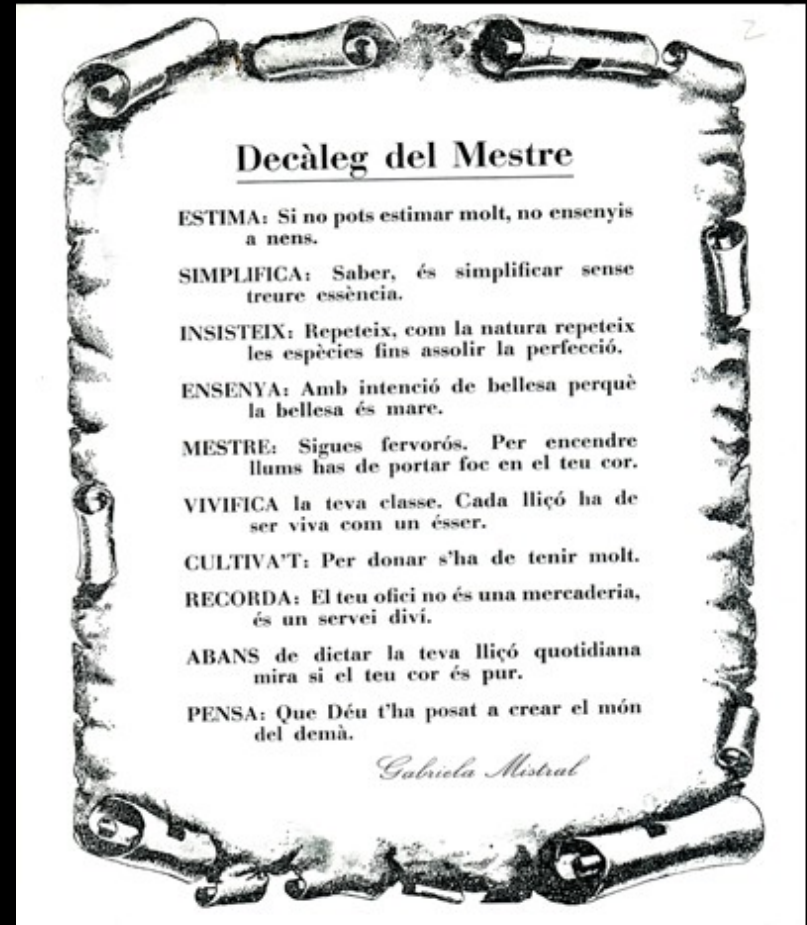 2
Decàleg del Mestre
ESTIMA: Si no pots estimar molt, no ensenyis
a nens.
SIMPLIFICA: Saber, és simplificar sense
treure essència.
INSISTEIX: Repeteix, com la natura repeteix
les espècies fins assolir la perfecció.
ENSENYA: Amb intenció de bellesa perquè
la bellesa és mare.
MESTRE: Sigues fervorós. Per encendre
llums has de portar foc en el teu cor.
VIVIFICA la teva classe. Cada lliçó ha de
ser viva com un ésser.
CULTIVA'T: Per donar s'ha de tenir molt.
RECORDA: El teu ofici no és una mercaderia,
és un servei diví.
ABANS de dictar la teva lliçó quotidiana
mira si el teu cor és pur.
PENSA: Que Déu t'ha posat a crear el món
del demà.
Gabriela Mistral